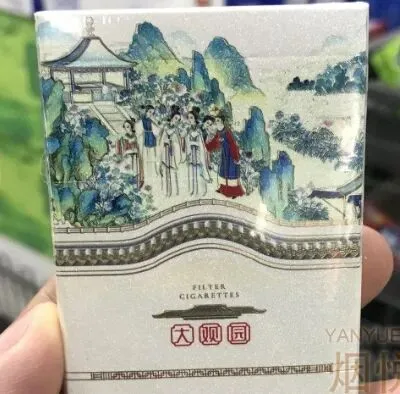 FILTER
CIGARETTES
大观园
YANYUE
烟悦